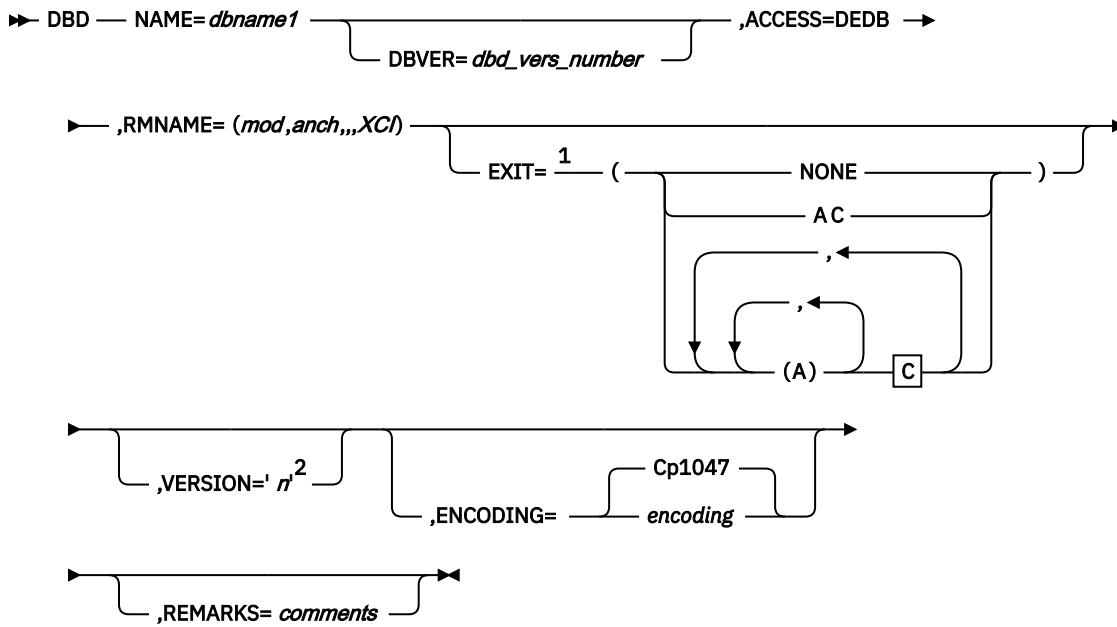 DBD NAME= dbname1 ,ACCESS=DEDB
DBVER= dbd_vers_number
,RMNAME= (mod ,anch,,,XCI)
EXIT= 1 ( NONE )
A C
,
,
(A) C
,VERSION=' n'2
Cp1047
,ENCODING= encoding
,REMARKS= comments